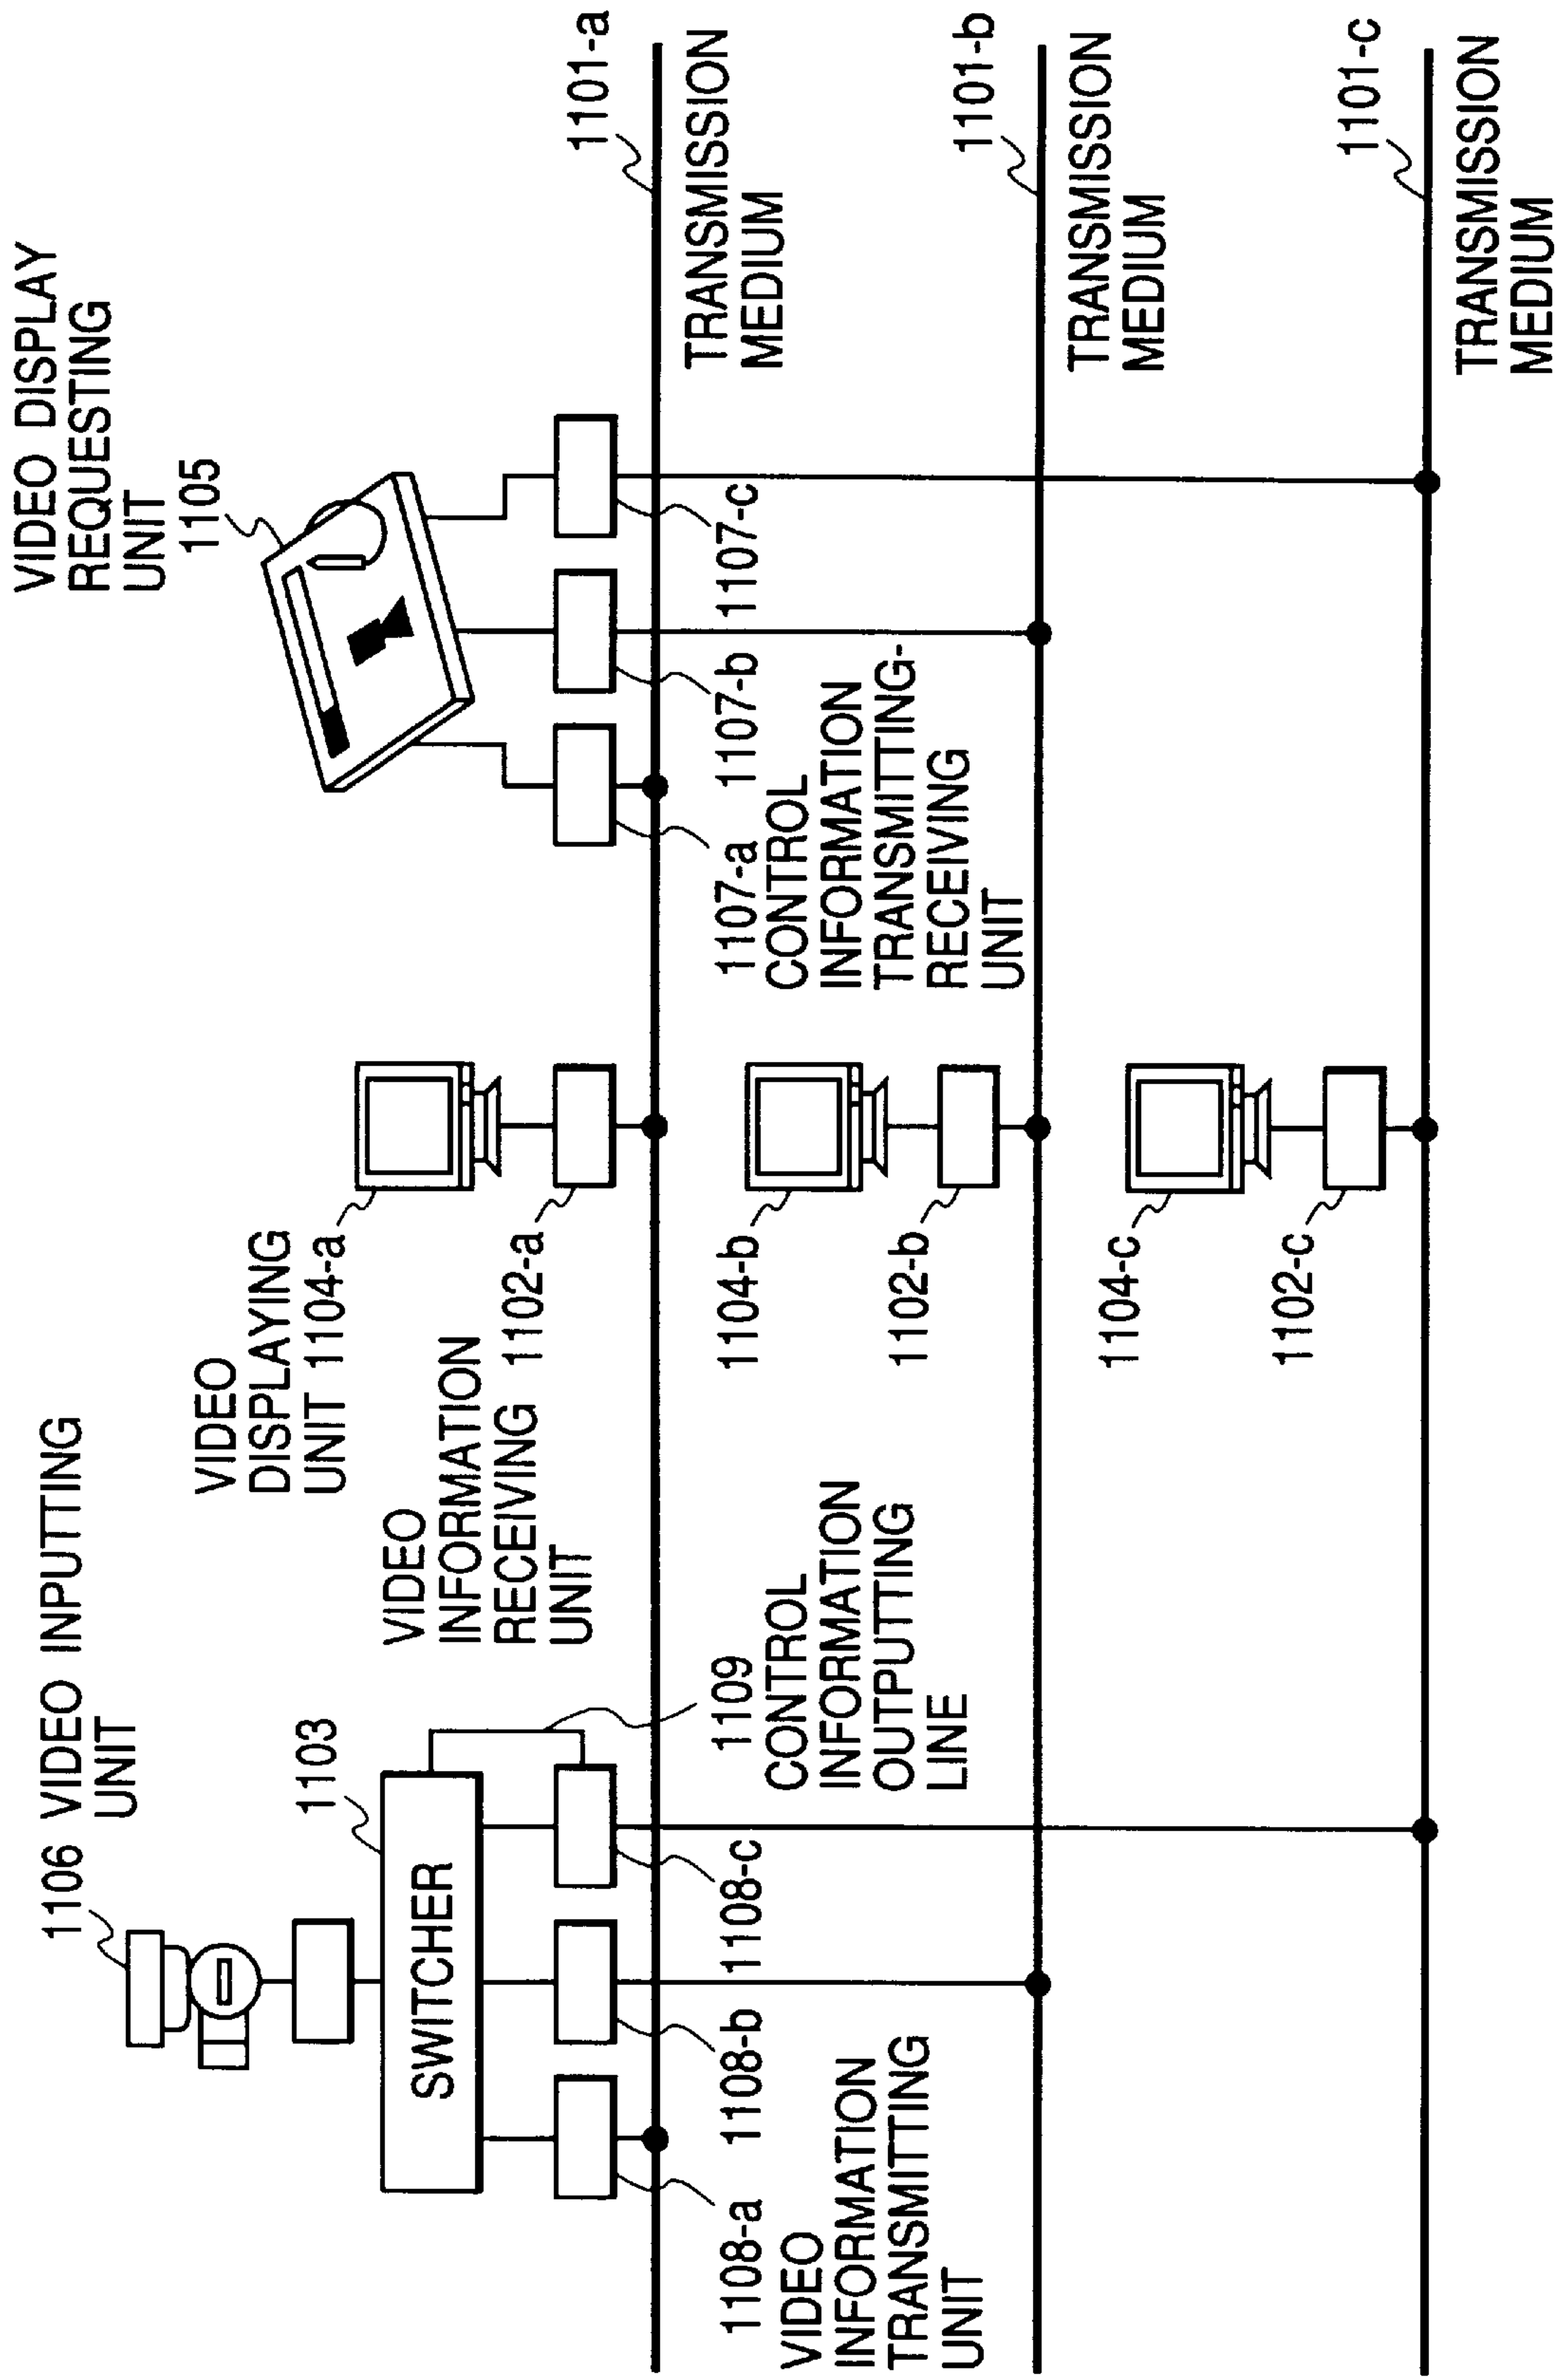 1106 VIDEO INPUTTING
UNIT
1103
SWITCHER
VIDEO
DISPLAYING
UNIT 1104-a
VIDEO
INFORMATION
RECEIVING
UNIT
1102-a
VIDEO DISPLAY
REQUESTING
UNIT
1105
1101-a
TRANSMISSION
MEDIUM
1108-a
VIDEO
INFORMATION
TRANSMITTING
UNIT
1108-b
1108-c
1109
CONTROL
INFORMATION
OUTPUTTING
LINE
1104-b
1102-b
1107-a
CONTROL
INFORMATION
TRANSMITTING-
RECEIVING
UNIT
1107-b
1107-c
1101-b
TRANSMISSION
MEDIUM
1104-c
1102-c
1101-c
TRANSMISSION
MEDIUM